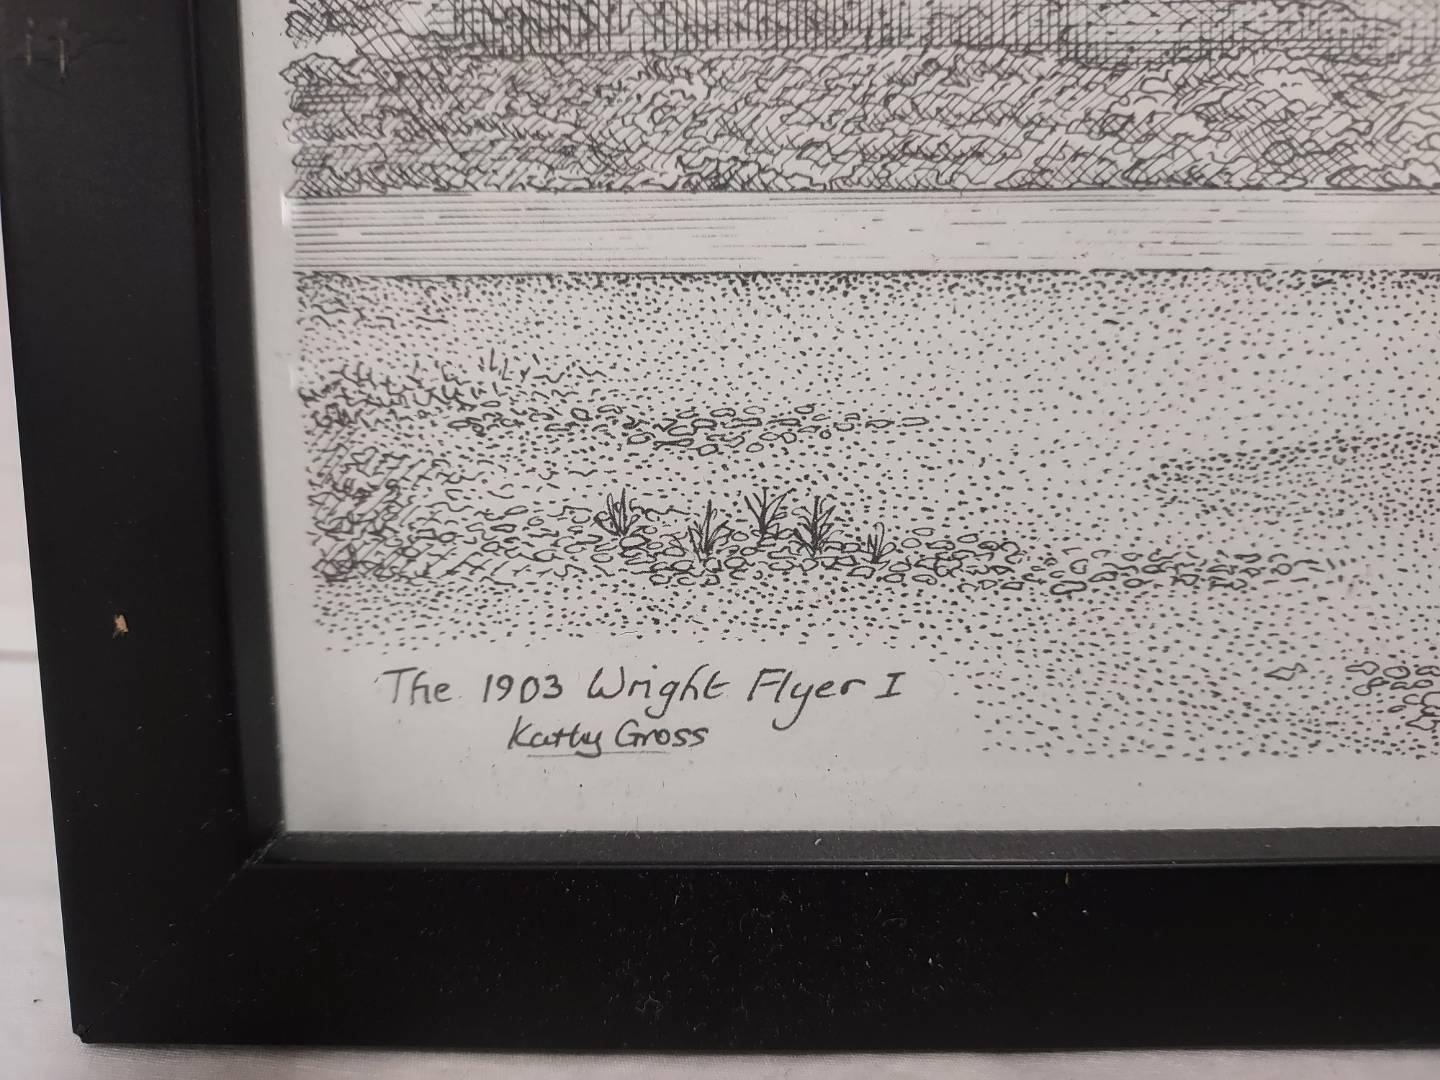 The 1903 Wright Flyer I
Kathy Gross